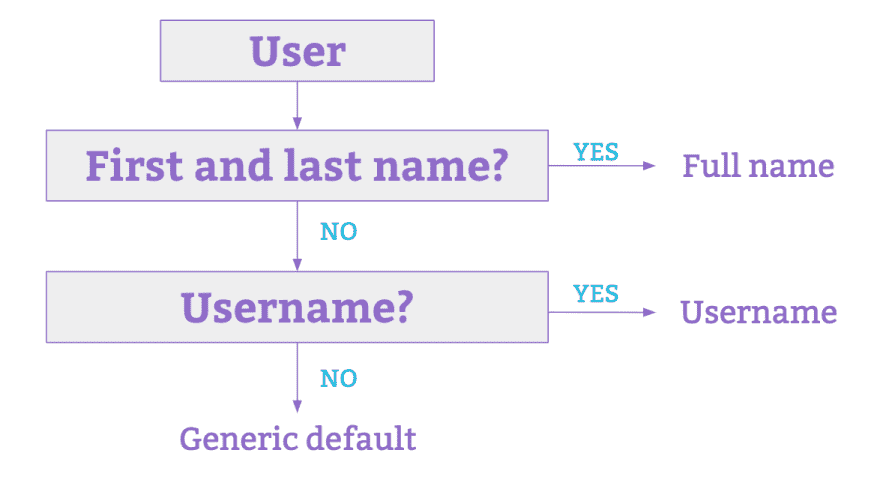 User
First and last name?
YES
Full name
NO
Username?
YES
Username
NO
Generic default